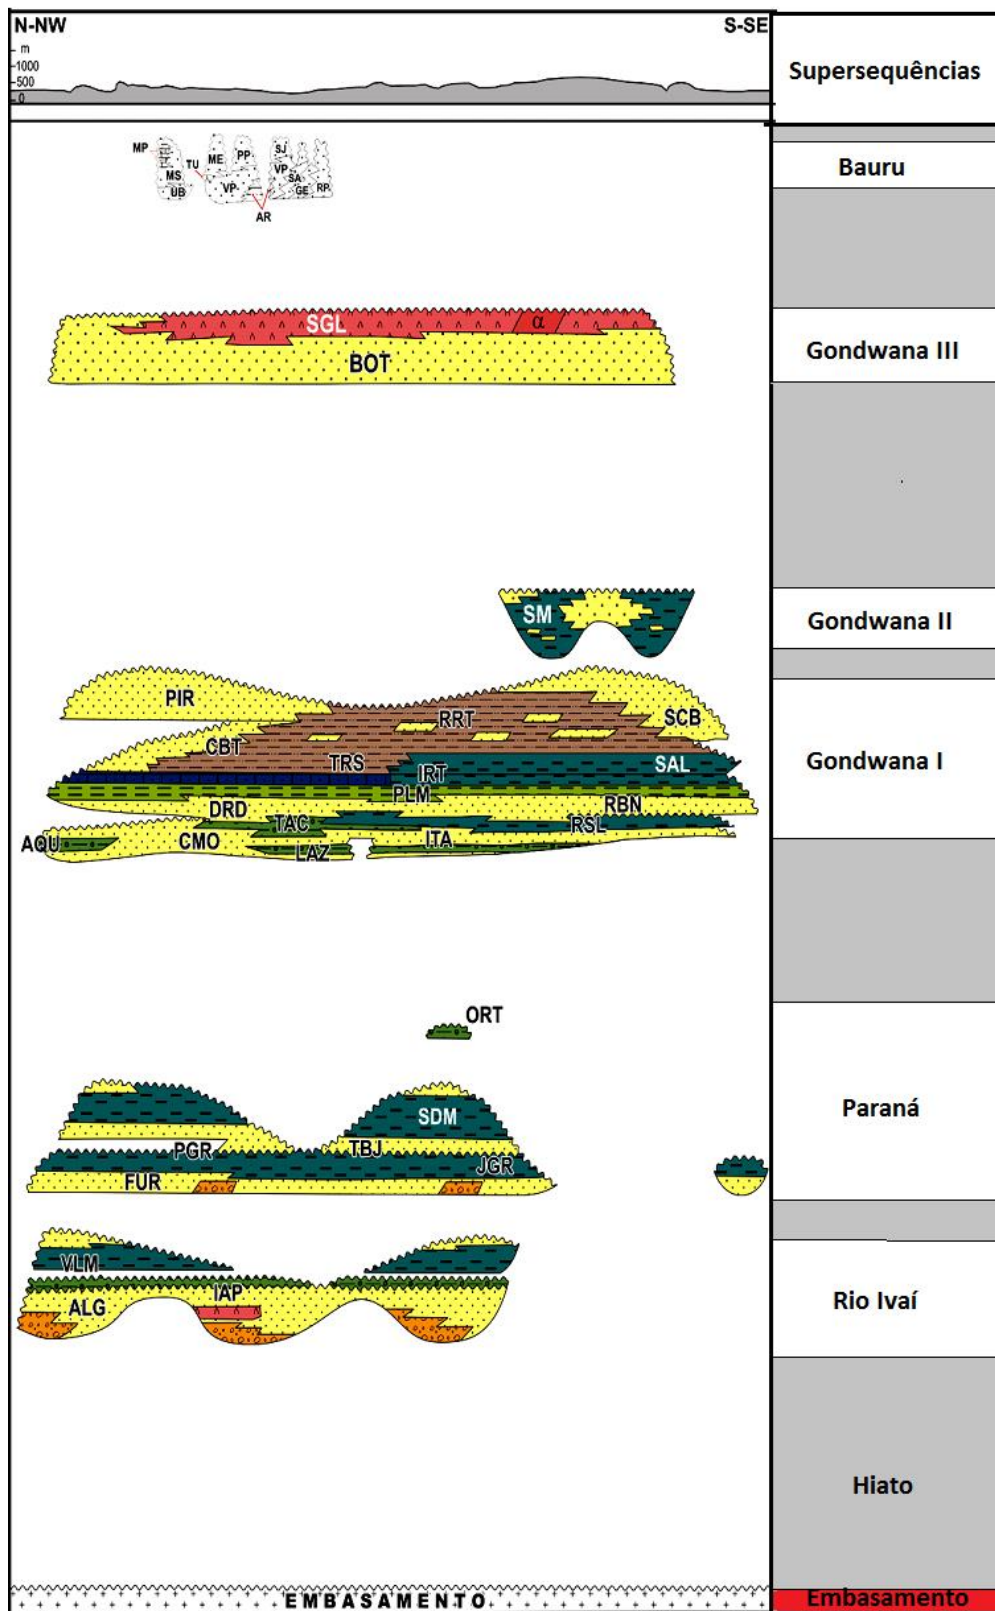 N-NW
S-SE
Supersequências
m
1000
500
0
MP
MS
UB
TU
ME
PP
VP
AR
SJ
VP
SA
GE
RP
Bauru
SGL
α
BOT
Gondwana III
SM
Gondwana II
PIR
RRT
SCB
CBT
TRS
IRT
SAL
Gondwana I
PLM
DRD
RBN
TAC
RSL
AQU
CMO
ITA
LAZ
ORT
SDM
Paraná
PGR
TBJ
JGR
FUR
VLM
IAP
ALG
Rio Ivaí
Hiato
EMBASAMENTO
Embasamento